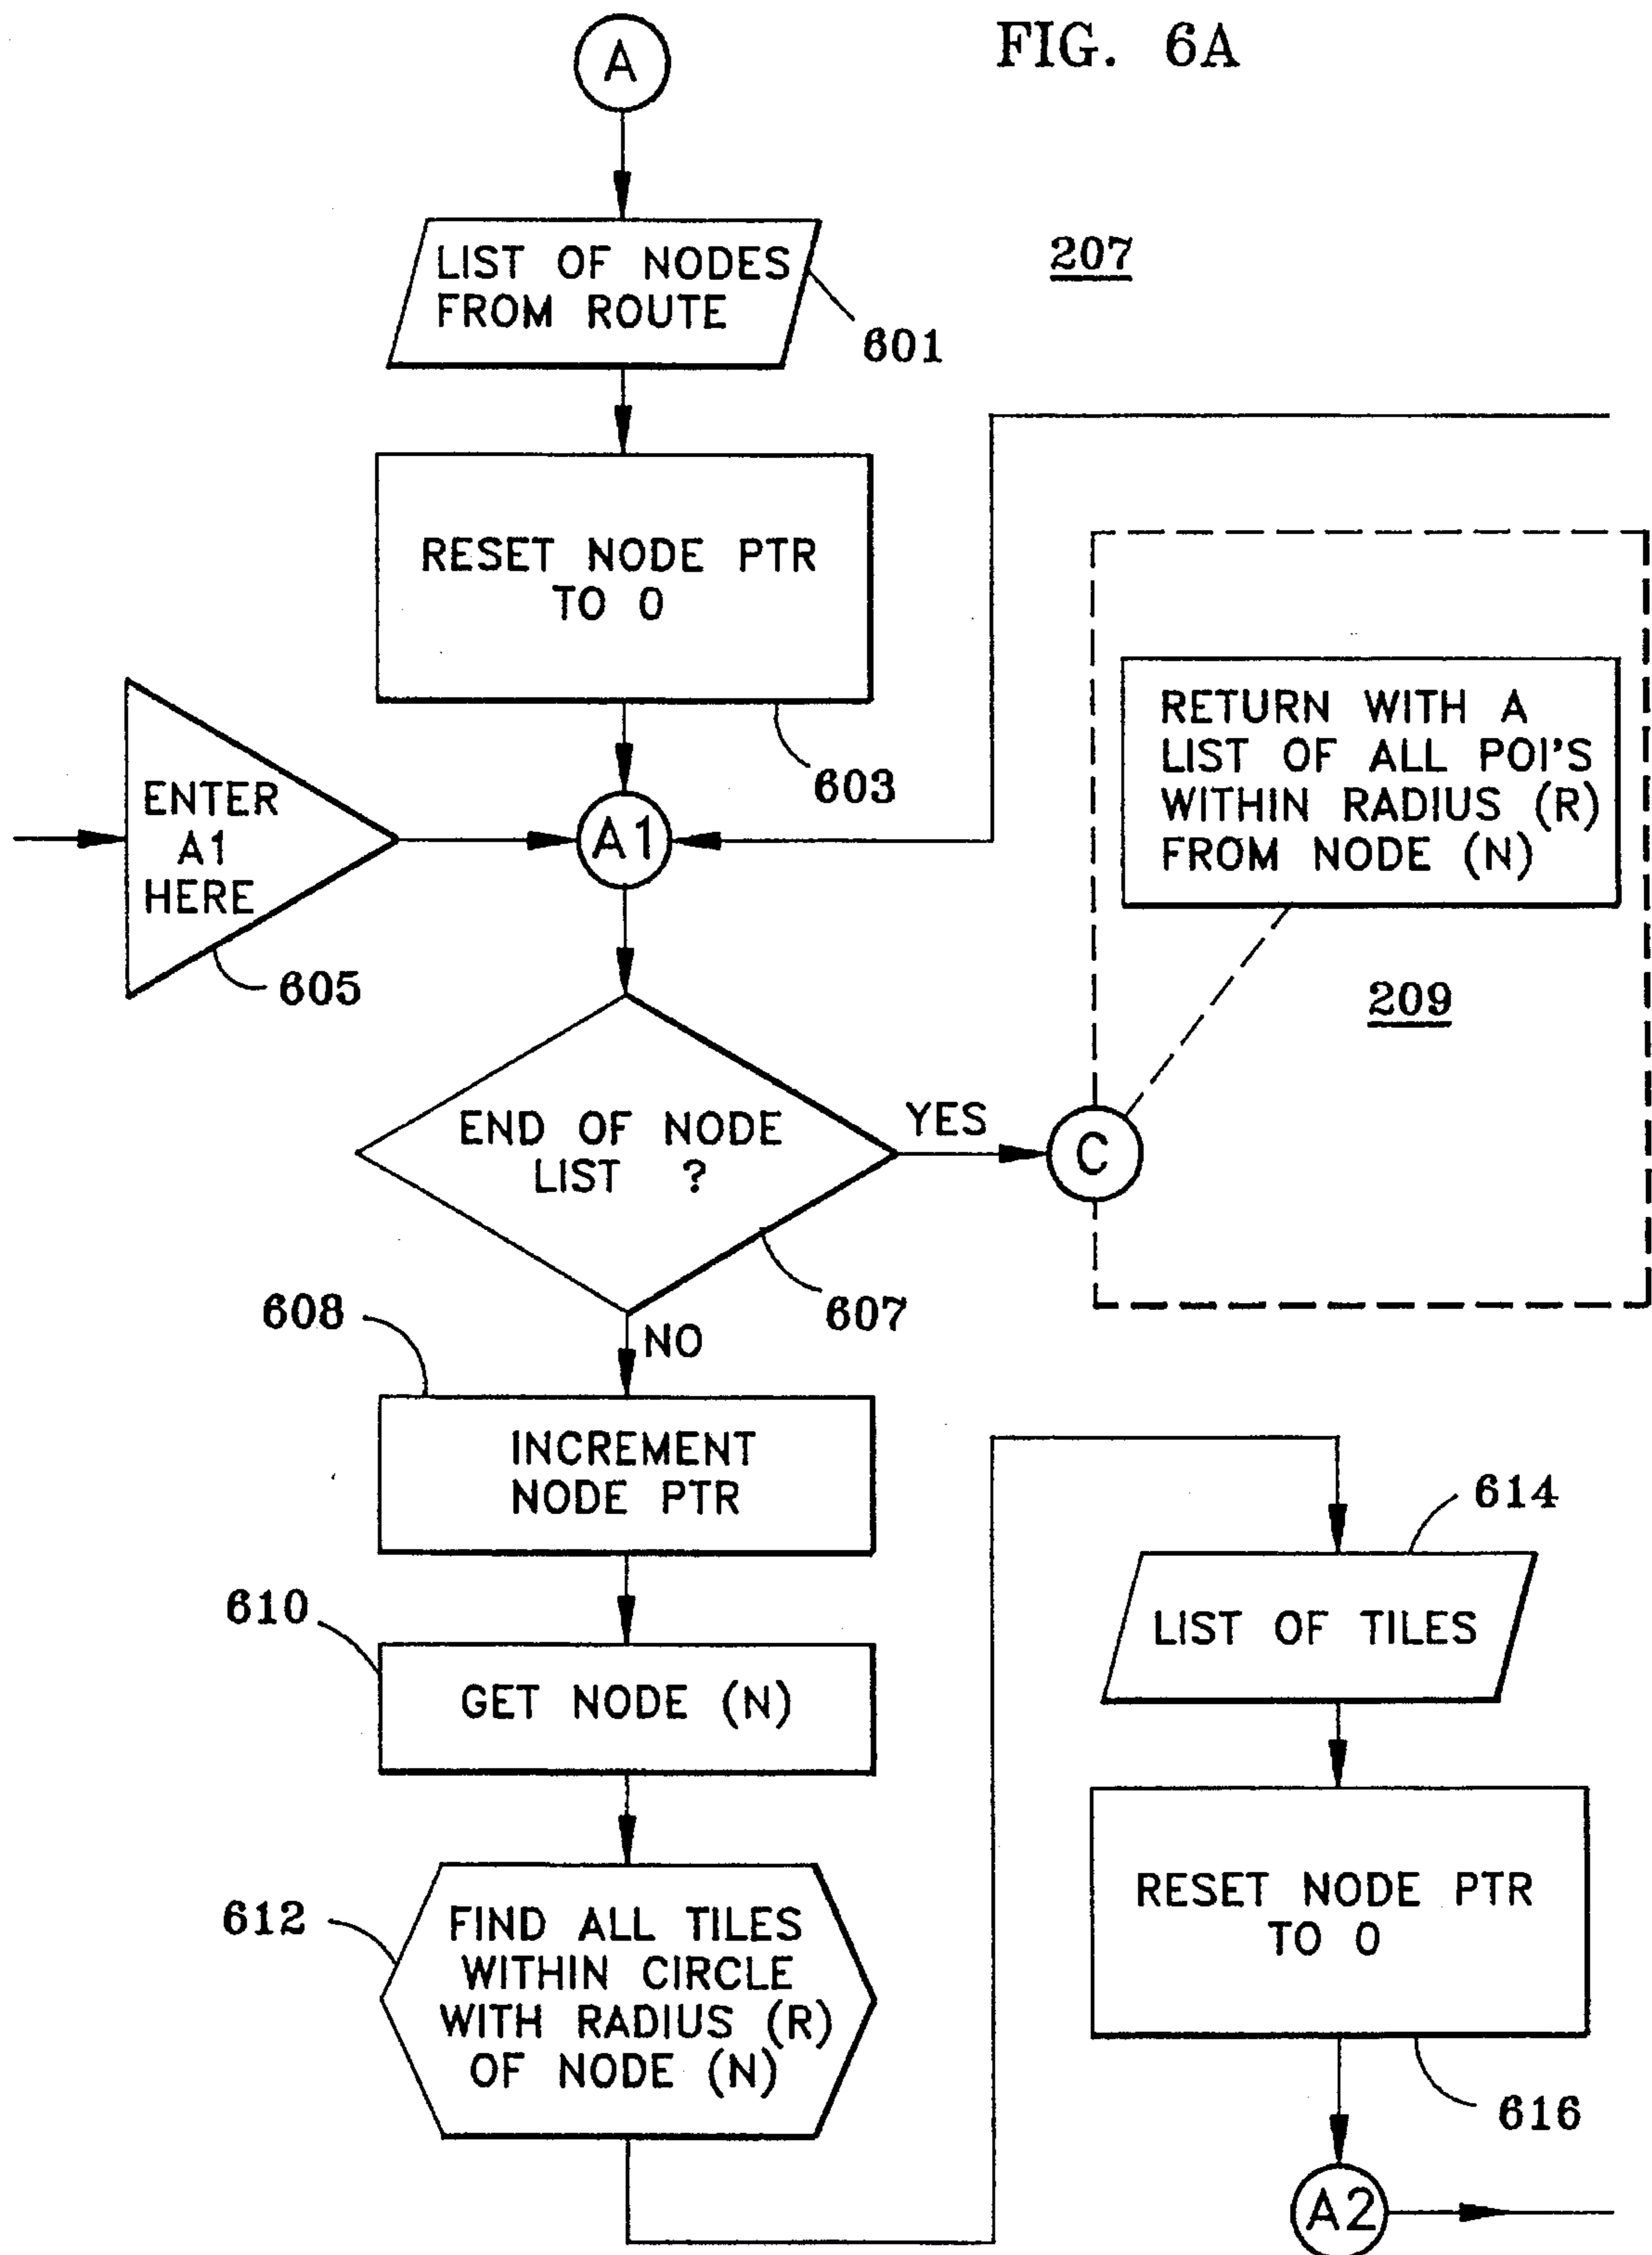 FIG. 6A
A
LIST OF NODES
FROM ROUTE
601
207
RESET NODE PTR
TO 0
603
ENTER
A1
HERE
605
A1
RETURN WITH A
LIST OF ALL POI'S
WITHIN RADIUS (R)
FROM NODE (N)
209
END OF NODE
LIST ?
YES
C
607
NO
608
INCREMENT
NODE PTR
610
GET NODE (N)
612
FIND ALL TILES
WITHIN CIRCLE
WITH RADIUS (R)
OF NODE (N)
614
LIST OF TILES
RESET NODE PTR
TO 0
616
A2